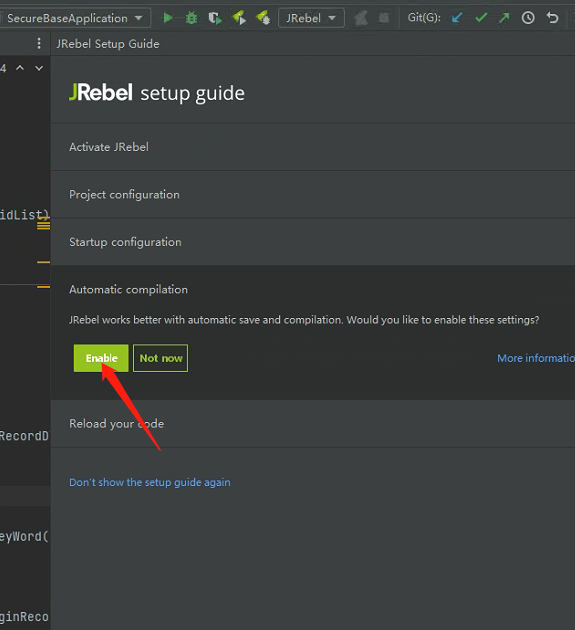 SecureBaseApplication
JRebel
Git(G):
4
JRebel Setup Guide
JRebel setup guide
Activate JRebel
Project configuration
idList)
Startup configuration
Automatic compilation
JRebel works better with automatic save and compilation. Would you like to enable these settings?
Enable
Not now
More informatio
Reload your code
RecordD
Don't show the setup guide again
eyWord(
ginReco